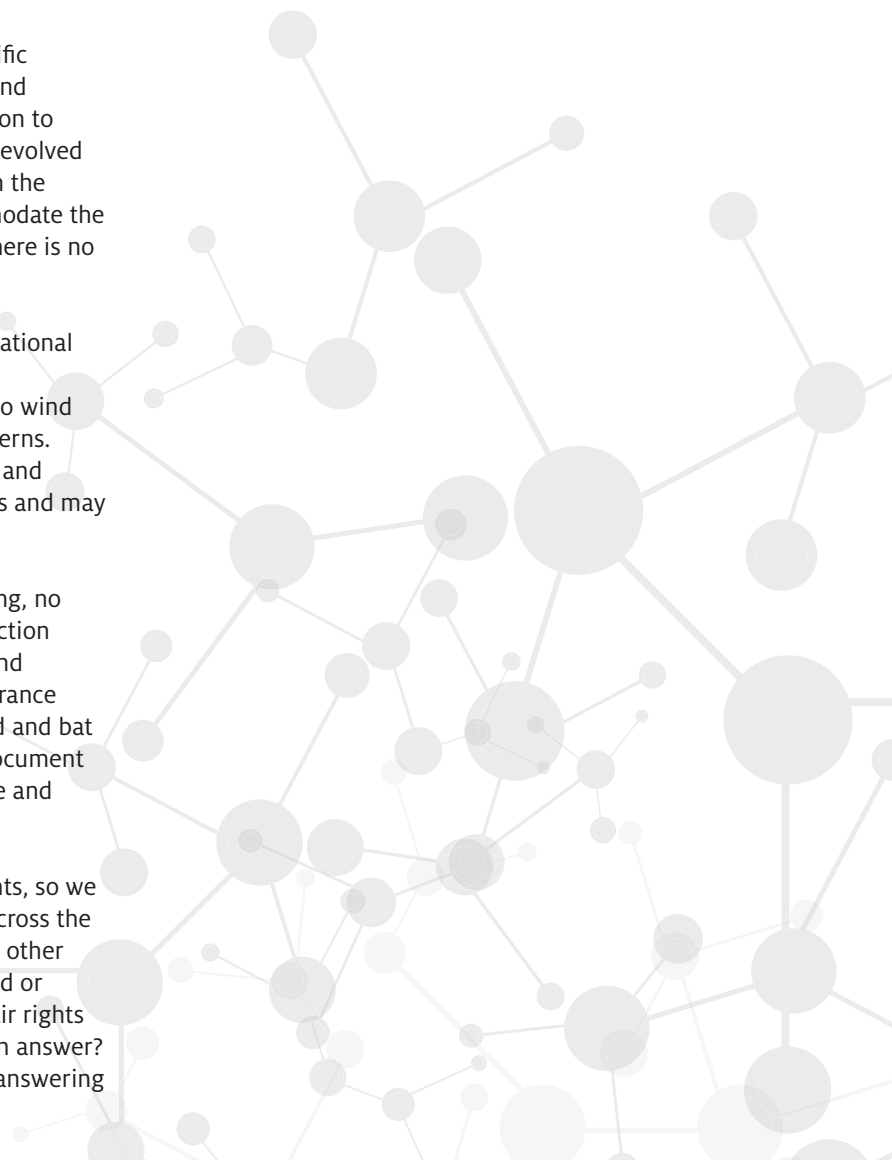 ific
nd
on to
evolved
n the
nodate the
here is no
ational
o wind
erns.
and
s and may
ng, no
ction
nd
rance
d and bat
ocument
e and
nts, so we
cross the
other
d or
ir rights
n answer?
answering